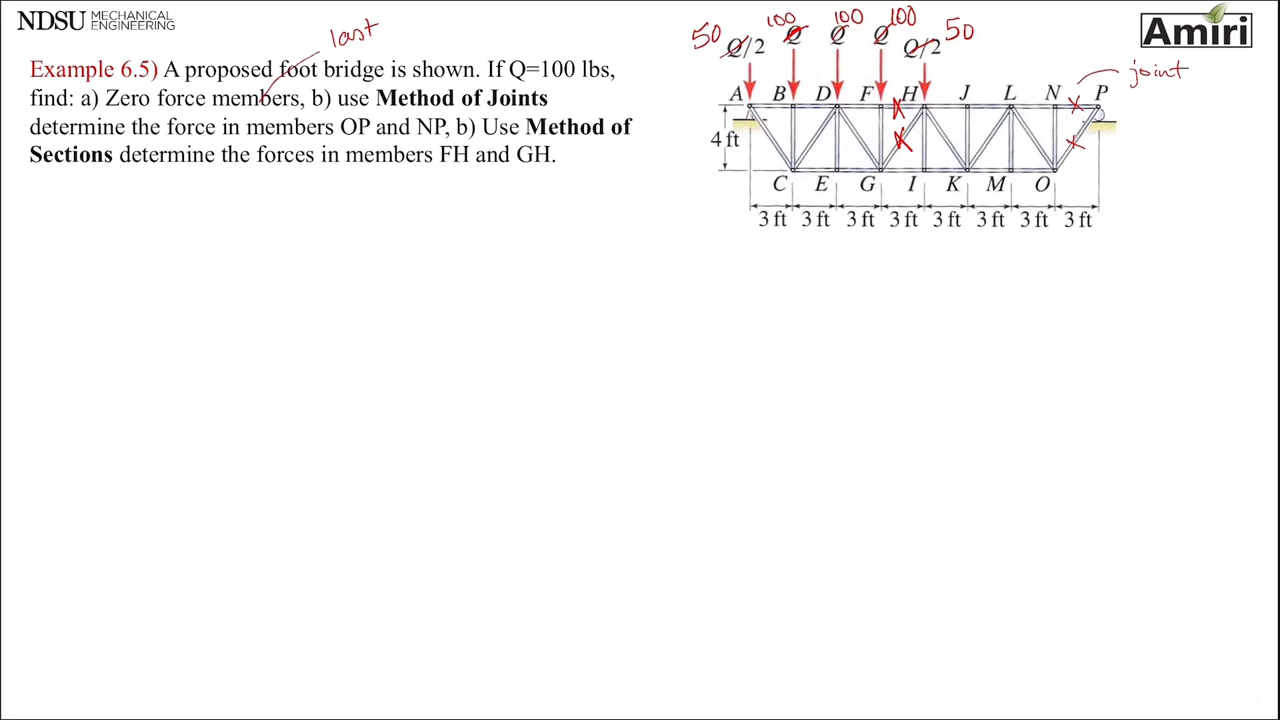 NDSU MECHANICAL ENGINEERING
Amiri
last
Example 6.5) A proposed foot bridge is shown. If Q=100 lbs,
find: a) Zero force members, b) use Method of Joints
determine the force in members OP and NP, b) Use Method of
Sections determine the forces in members FH and GH.
50 100 100 100 50
Q/2 Q Q Q Q/2
joint
A B D F H J L N P
4 ft
C E G I K M O
3 ft 3 ft 3 ft 3 ft 3 ft 3 ft 3 ft 3 ft